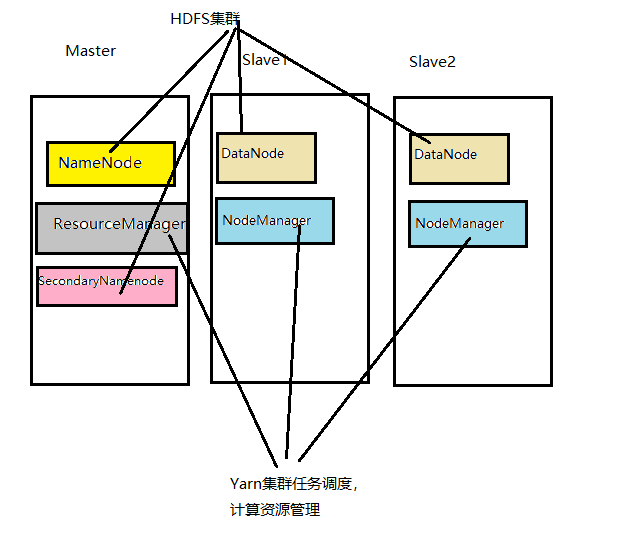 HDFS集群
Master
Slave1
Slave2
NameNode
DataNode
DataNode
ResourceManager
NodeManager
NodeManager
SecondaryNamenode
Yarn集群任务调度，
计算资源管理